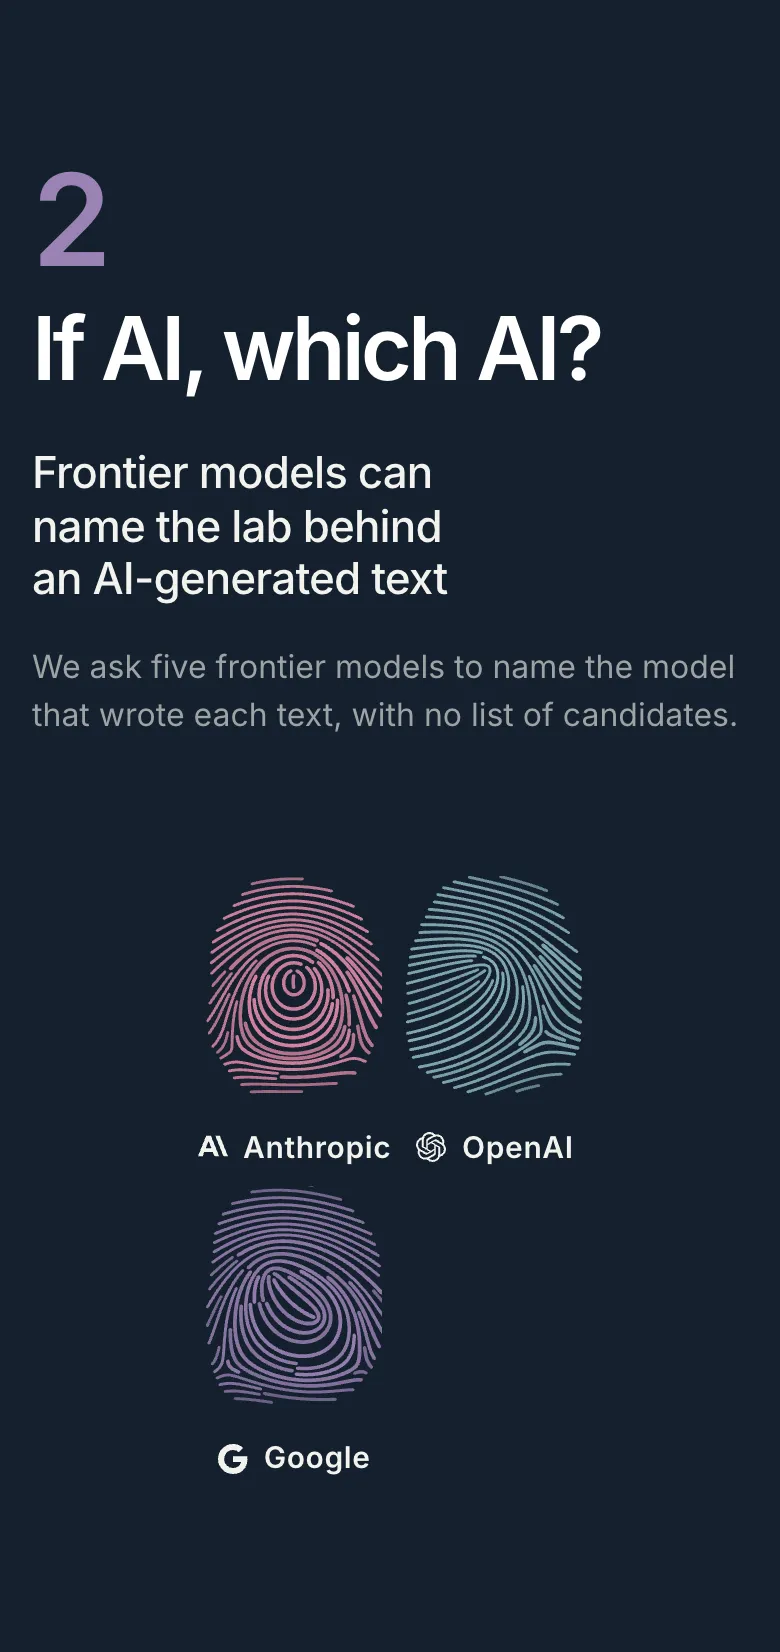 2
If AI, which AI?
Frontier models can
name the lab behind
an AI-generated text
We ask five frontier models to name the model
that wrote each text, with no list of candidates.
Anthropic
OpenAI
Google